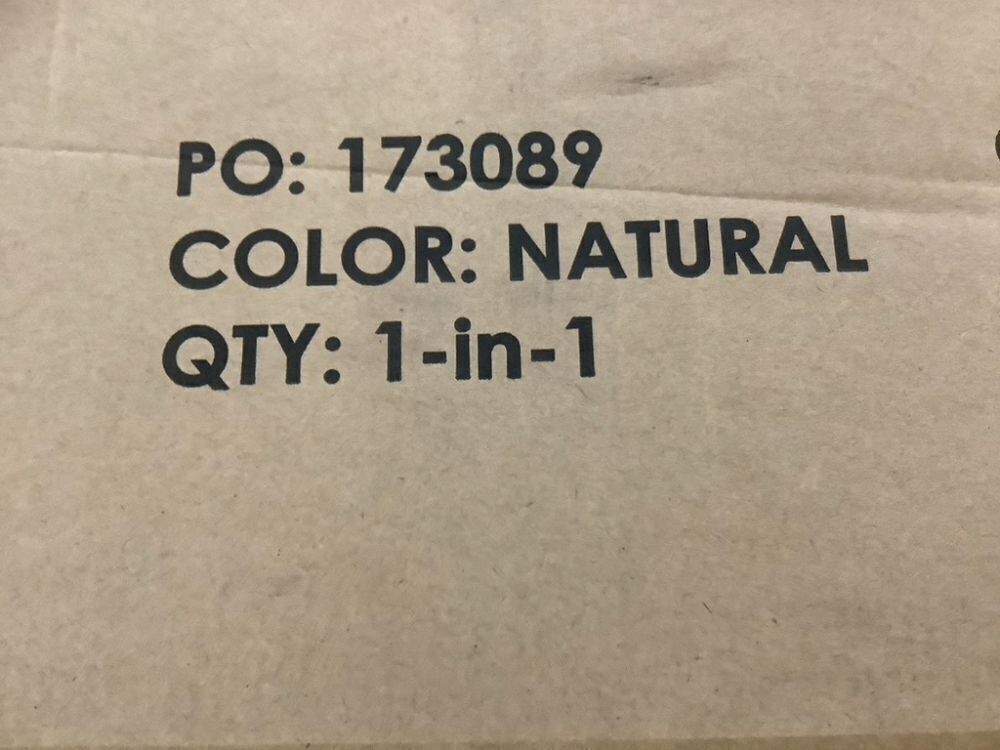 PO: 173089
COLOR: NATURAL
QTY: 1-in-1